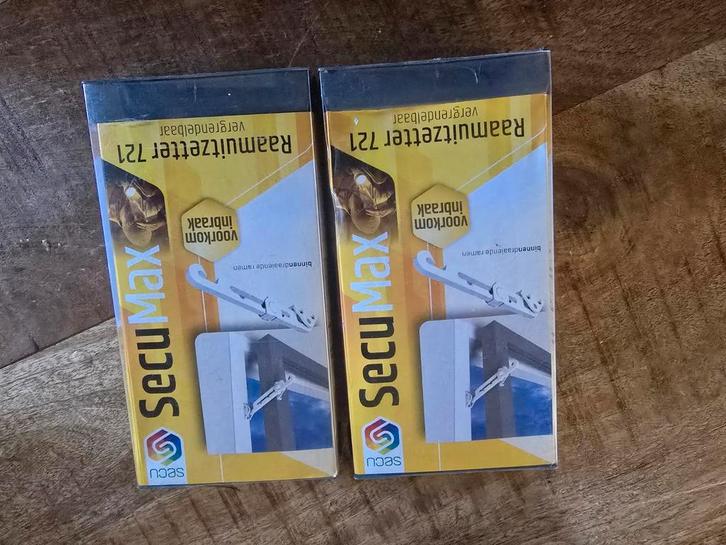 Raamuitzetter 721
vergrendelbaar
voorkom
inbraak
binnendraaiende ramen
SecuMax
SECU
Raamuitzetter 721
vergrendelbaar
voorkom
inbraak
binnendraaiende ramen
SecuMax
SECU